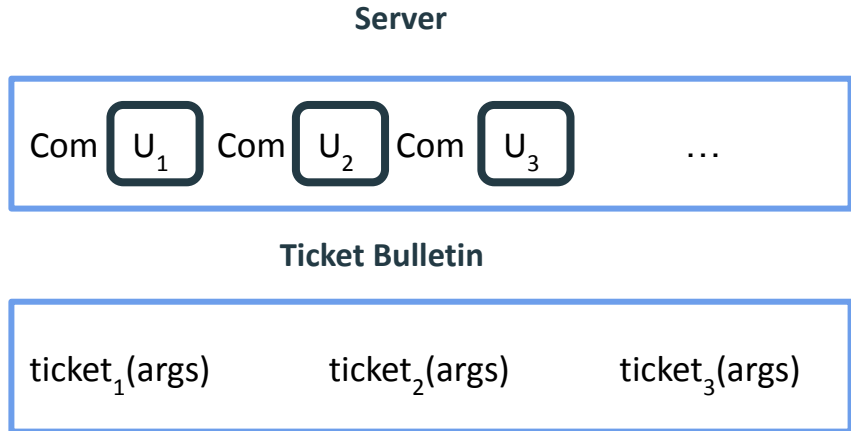 Server
Com U₁ Com U₂ Com U₃ ...
Ticket Bulletin
ticket₁(args) ticket₂(args) ticket₃(args)